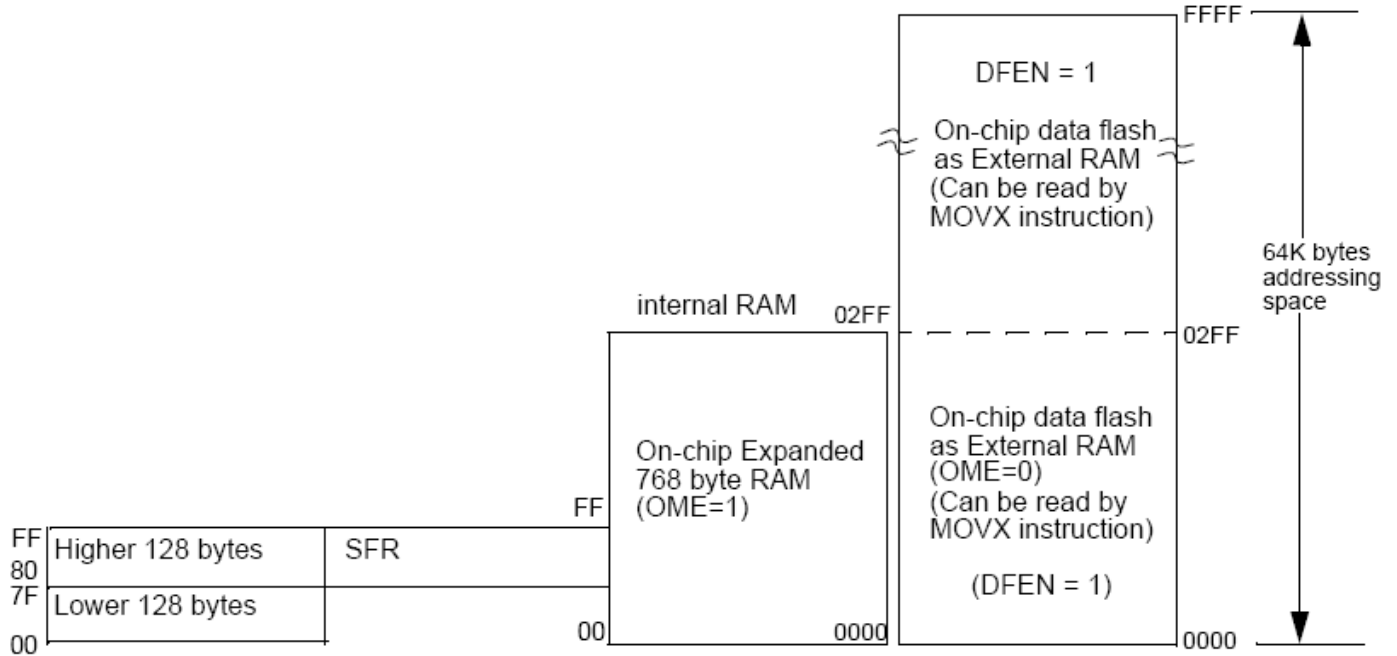 FFFF
DFEN = 1
On-chip data flash
as External RAM
(Can be read by
MOVX instruction)
64K bytes
addressing
space
internal RAM
02FF
02FF
On-chip data flash
as External RAM
(OME=0)
(Can be read by
MOVX instruction)
(DFEN = 1)
0000
On-chip Expanded
768 byte RAM
(OME=1)
FF
00
0000
FF
80
7F
00
Higher 128 bytes
SFR
Lower 128 bytes